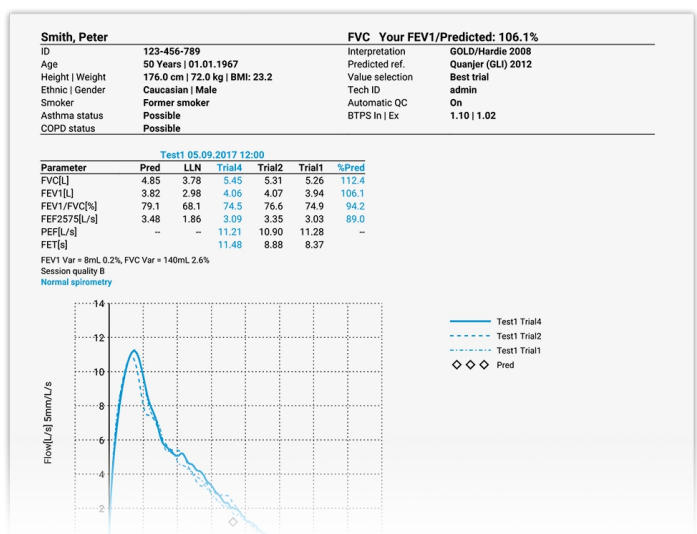 Smith, Peter
FVC Your FEV1/Predicted: 106.1%
ID 123-456-789
Interpretation GOLD/Hardie 2008
Age 50 Years | 01.01.1967
Predicted ref. Quanjer (GLI) 2012
Height | Weight 176.0 cm | 72.0 kg | BMI: 23.2
Value selection Best trial
Ethnic | Gender Caucasian | Male
Tech ID admin
Smoker Former smoker
Automatic QC On
Asthma status Possible
BTPS In | Ex 1.10 | 1.02
COPD status Possible
Test1 05.09.2017 12:00
Parameter Pred LLN Trial4 Trial2 Trial1 %Pred
FVC[L] 4.85 3.78 5.45 5.31 5.26 112.4
FEV1[L] 3.82 2.98 4.06 4.07 3.94 106.1
FEV1/FVC[%] 79.1 68.1 74.5 76.6 74.9 94.2
FEF2575[L/s] 3.48 1.86 3.09 3.35 3.03 89.0
PEF[L/s] -- -- 11.21 10.90 11.28 --
FET[s] 11.48 8.88 8.37
FEV1 Var = 8mL 0.2%, FVC Var = 140mL 2.6%
Session quality B
Normal spirometry
14
12
10
8
6
4
2
Flow[L/s] 5mm/L/s
Test1 Trial4
Test1 Trial2
Test1 Trial1
Pred